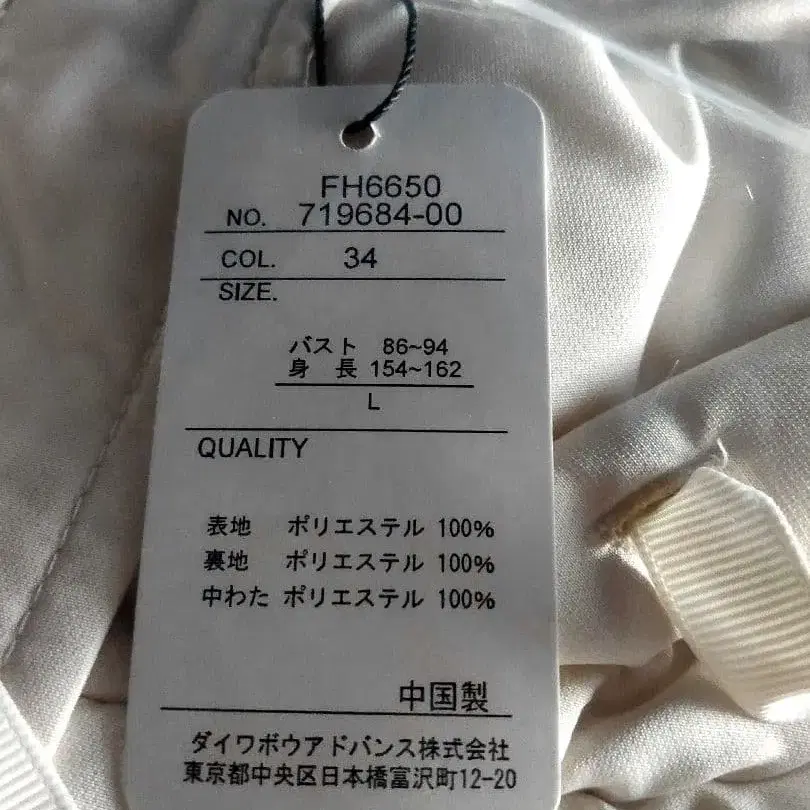 FH6650
NO. 719684-00
COL. 34
SIZE.
バスト 86~94
身 長 154~162
L
QUALITY
表地 ポリエステル 100%
裏地 ポリエステル 100%
中わた ポリエステル 100%
中国製
ダイワボウアドバンス株式会社
東京都中央区日本橋富沢町12-20